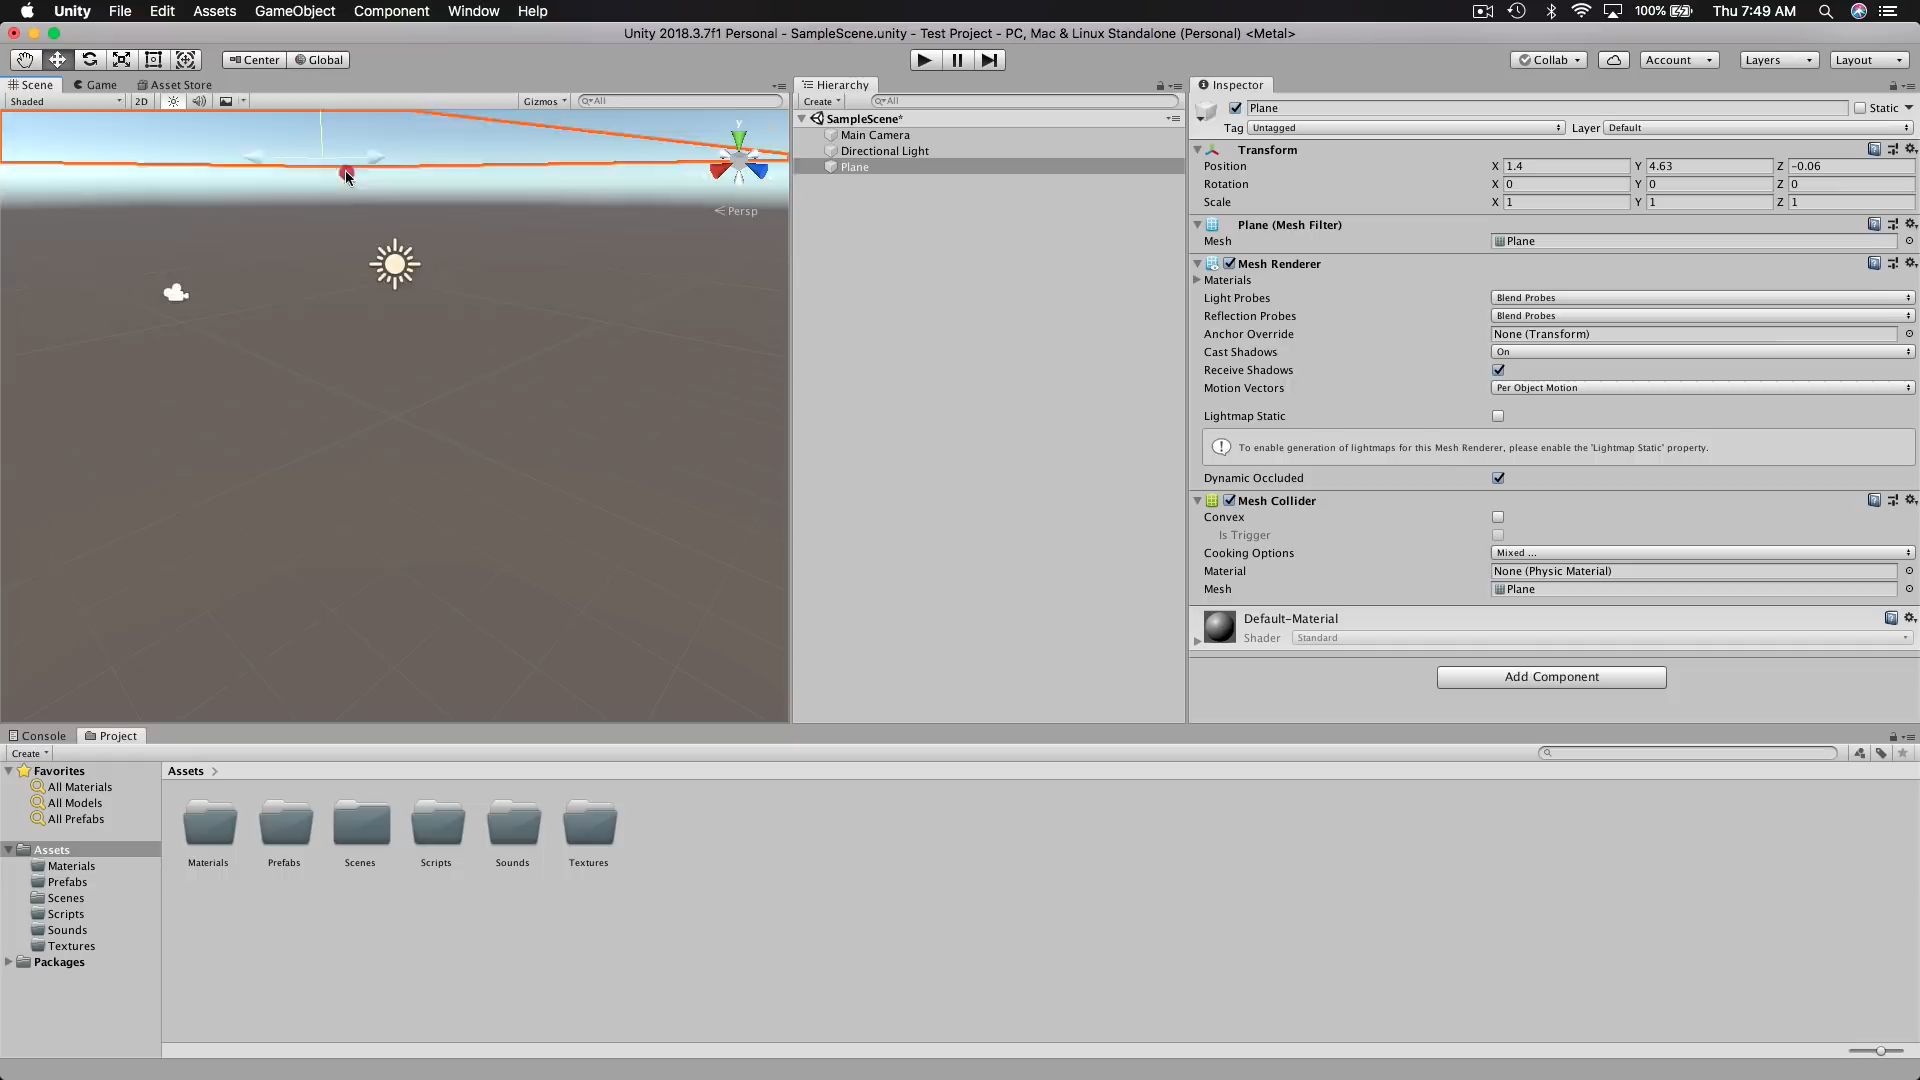 Unity File Edit Assets GameObject Component Window Help 100% Thu 7:49 AM
Unity 2018.3.7f1 Personal - SampleScene.unity - Test Project - PC, Mac & Linux Standalone (Personal) <Metal>
Center Global Collab Account Layers Layout
Scene Game Asset Store
Shaded 2D Gizmos All
y
Persp
Hierarchy
Create All
SampleScene*
Main Camera
Directional Light
Plane
Inspector
Plane Static
Tag Untagged Layer Default
Transform
Position X 1.4 Y 4.63 Z -0.06
Rotation X 0 Y 0 Z 0
Scale X 1 Y 1 Z 1
Plane (Mesh Filter)
Mesh Plane
Mesh Renderer
Materials
Light Probes Blend Probes
Reflection Probes Blend Probes
Anchor Override None (Transform)
Cast Shadows On
Receive Shadows
Motion Vectors Per Object Motion
Lightmap Static
To enable generation of lightmaps for this Mesh Renderer, please enable the 'Lightmap Static' property.
Dynamic Occluded
Mesh Collider
Convex
Is Trigger
Cooking Options Mixed ...
Material None (Physic Material)
Mesh Plane
Default-Material
Shader Standard
Add Component
Console Project
Create
Favorites
All Materials
All Models
All Prefabs
Assets
Materials
Prefabs
Scenes
Scripts
Sounds
Textures
Packages
Assets
Materials Prefabs Scenes Scripts Sounds Textures